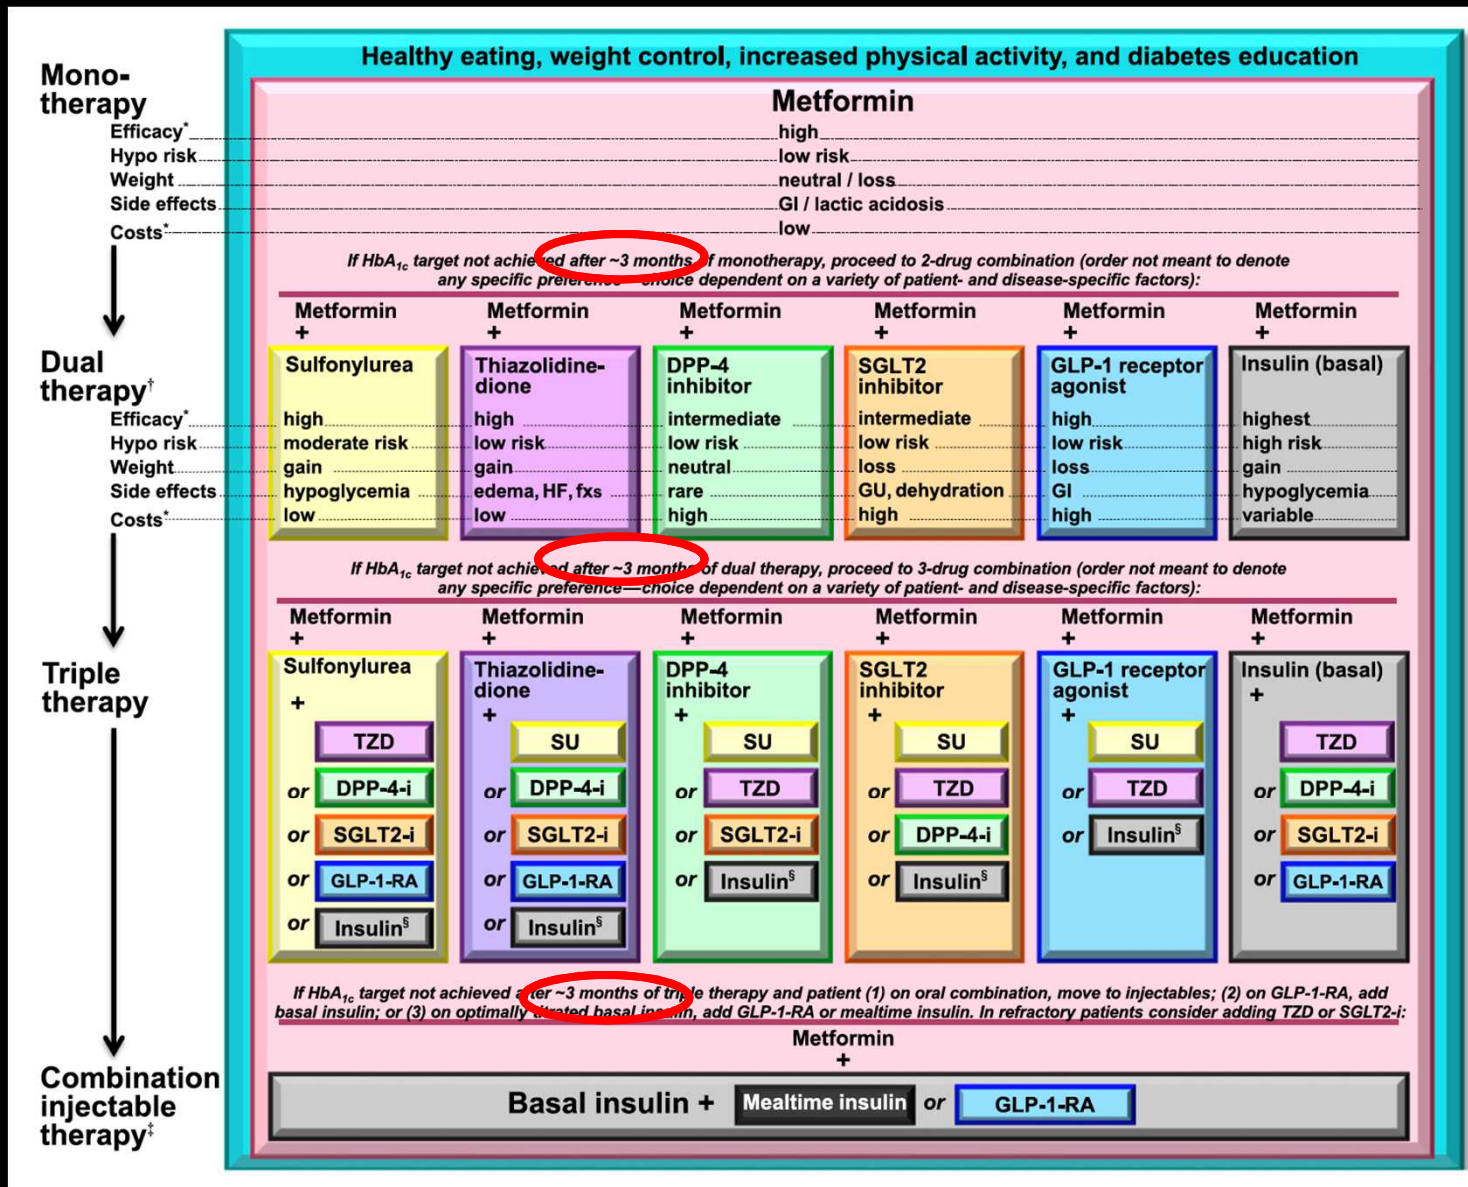 Healthy eating, weight control, increased physical activity, and diabetes education
Mono-
therapy
Metformin
Efficacy* high
Hypo risk low risk
Weight neutral / loss
Side effects GI / lactic acidosis
Costs* low
If HbA1c target not achieved after ~3 months of monotherapy, proceed to 2-drug combination (order not meant to denote
any specific preference—choice dependent on a variety of patient- and disease-specific factors):
Metformin Metformin Metformin Metformin Metformin Metformin
+ + + + + +
Dual
therapy†
Sulfonylurea
Thiazolidine-
dione
DPP-4
inhibitor
SGLT2
inhibitor
GLP-1 receptor
agonist
Insulin (basal)
Efficacy* high high intermediate intermediate high highest
Hypo risk moderate risk low risk low risk low risk low risk high risk
Weight gain gain neutral loss loss gain
Side effects hypoglycemia edema, HF, fxs rare GU, dehydration GI hypoglycemia
Costs* low low high high high variable
If HbA1c target not achieved after ~3 months of dual therapy, proceed to 3-drug combination (order not meant to denote
any specific preference—choice dependent on a variety of patient- and disease-specific factors):
Metformin Metformin Metformin Metformin Metformin Metformin
+ + + + + +
Triple
therapy
Sulfonylurea
+
TZD
or DPP-4-i
or SGLT2-i
or GLP-1-RA
or Insulin§
Thiazolidine-
dione
+
SU
or DPP-4-i
or SGLT2-i
or GLP-1-RA
or Insulin§
DPP-4
inhibitor
+
SU
or TZD
or SGLT2-i
or Insulin§
SGLT2
inhibitor
+
SU
or TZD
or DPP-4-i
or Insulin§
GLP-1 receptor
agonist
+
SU
or TZD
or Insulin§
Insulin (basal)
+
TZD
or DPP-4-i
or SGLT2-i
or GLP-1-RA
If HbA1c target not achieved after ~3 months of triple therapy and patient (1) on oral combination, move to injectables; (2) on GLP-1-RA, add
basal insulin; or (3) on optimally titrated basal insulin, add GLP-1-RA or mealtime insulin. In refractory patients consider adding TZD or SGLT2-i:
Metformin
+
Combination
injectable
therapy‡
Basal insulin + Mealtime insulin or GLP-1-RA